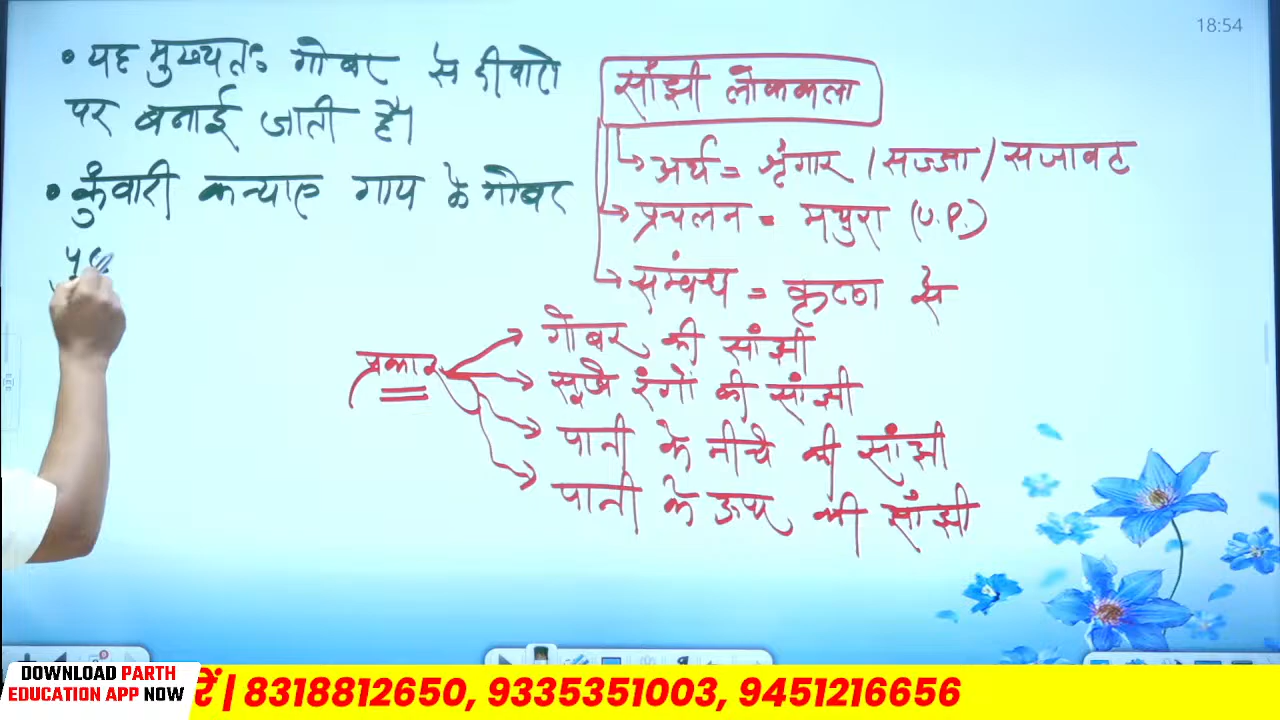 18:54
• यह मुख्यतः गोबर से दीवारो
पर बनाई जाती है।
• कुंवारी कन्याए गाय के गोबर
साँझी लोककला
अर्थ = श्रृंगार / सज्जा / सजावट
प्रचलन = मथुरा (U.P.)
सम्बंध = कृष्ण से
प्रकार
गोबर की सांझी
सूखे रंगों की सांझी
पानी के नीचे की सांझी
पानी के ऊपर की सांझी
DOWNLOAD PARTH
EDUCATION APP NOW
रें | 8318812650, 9335351003, 9451216656